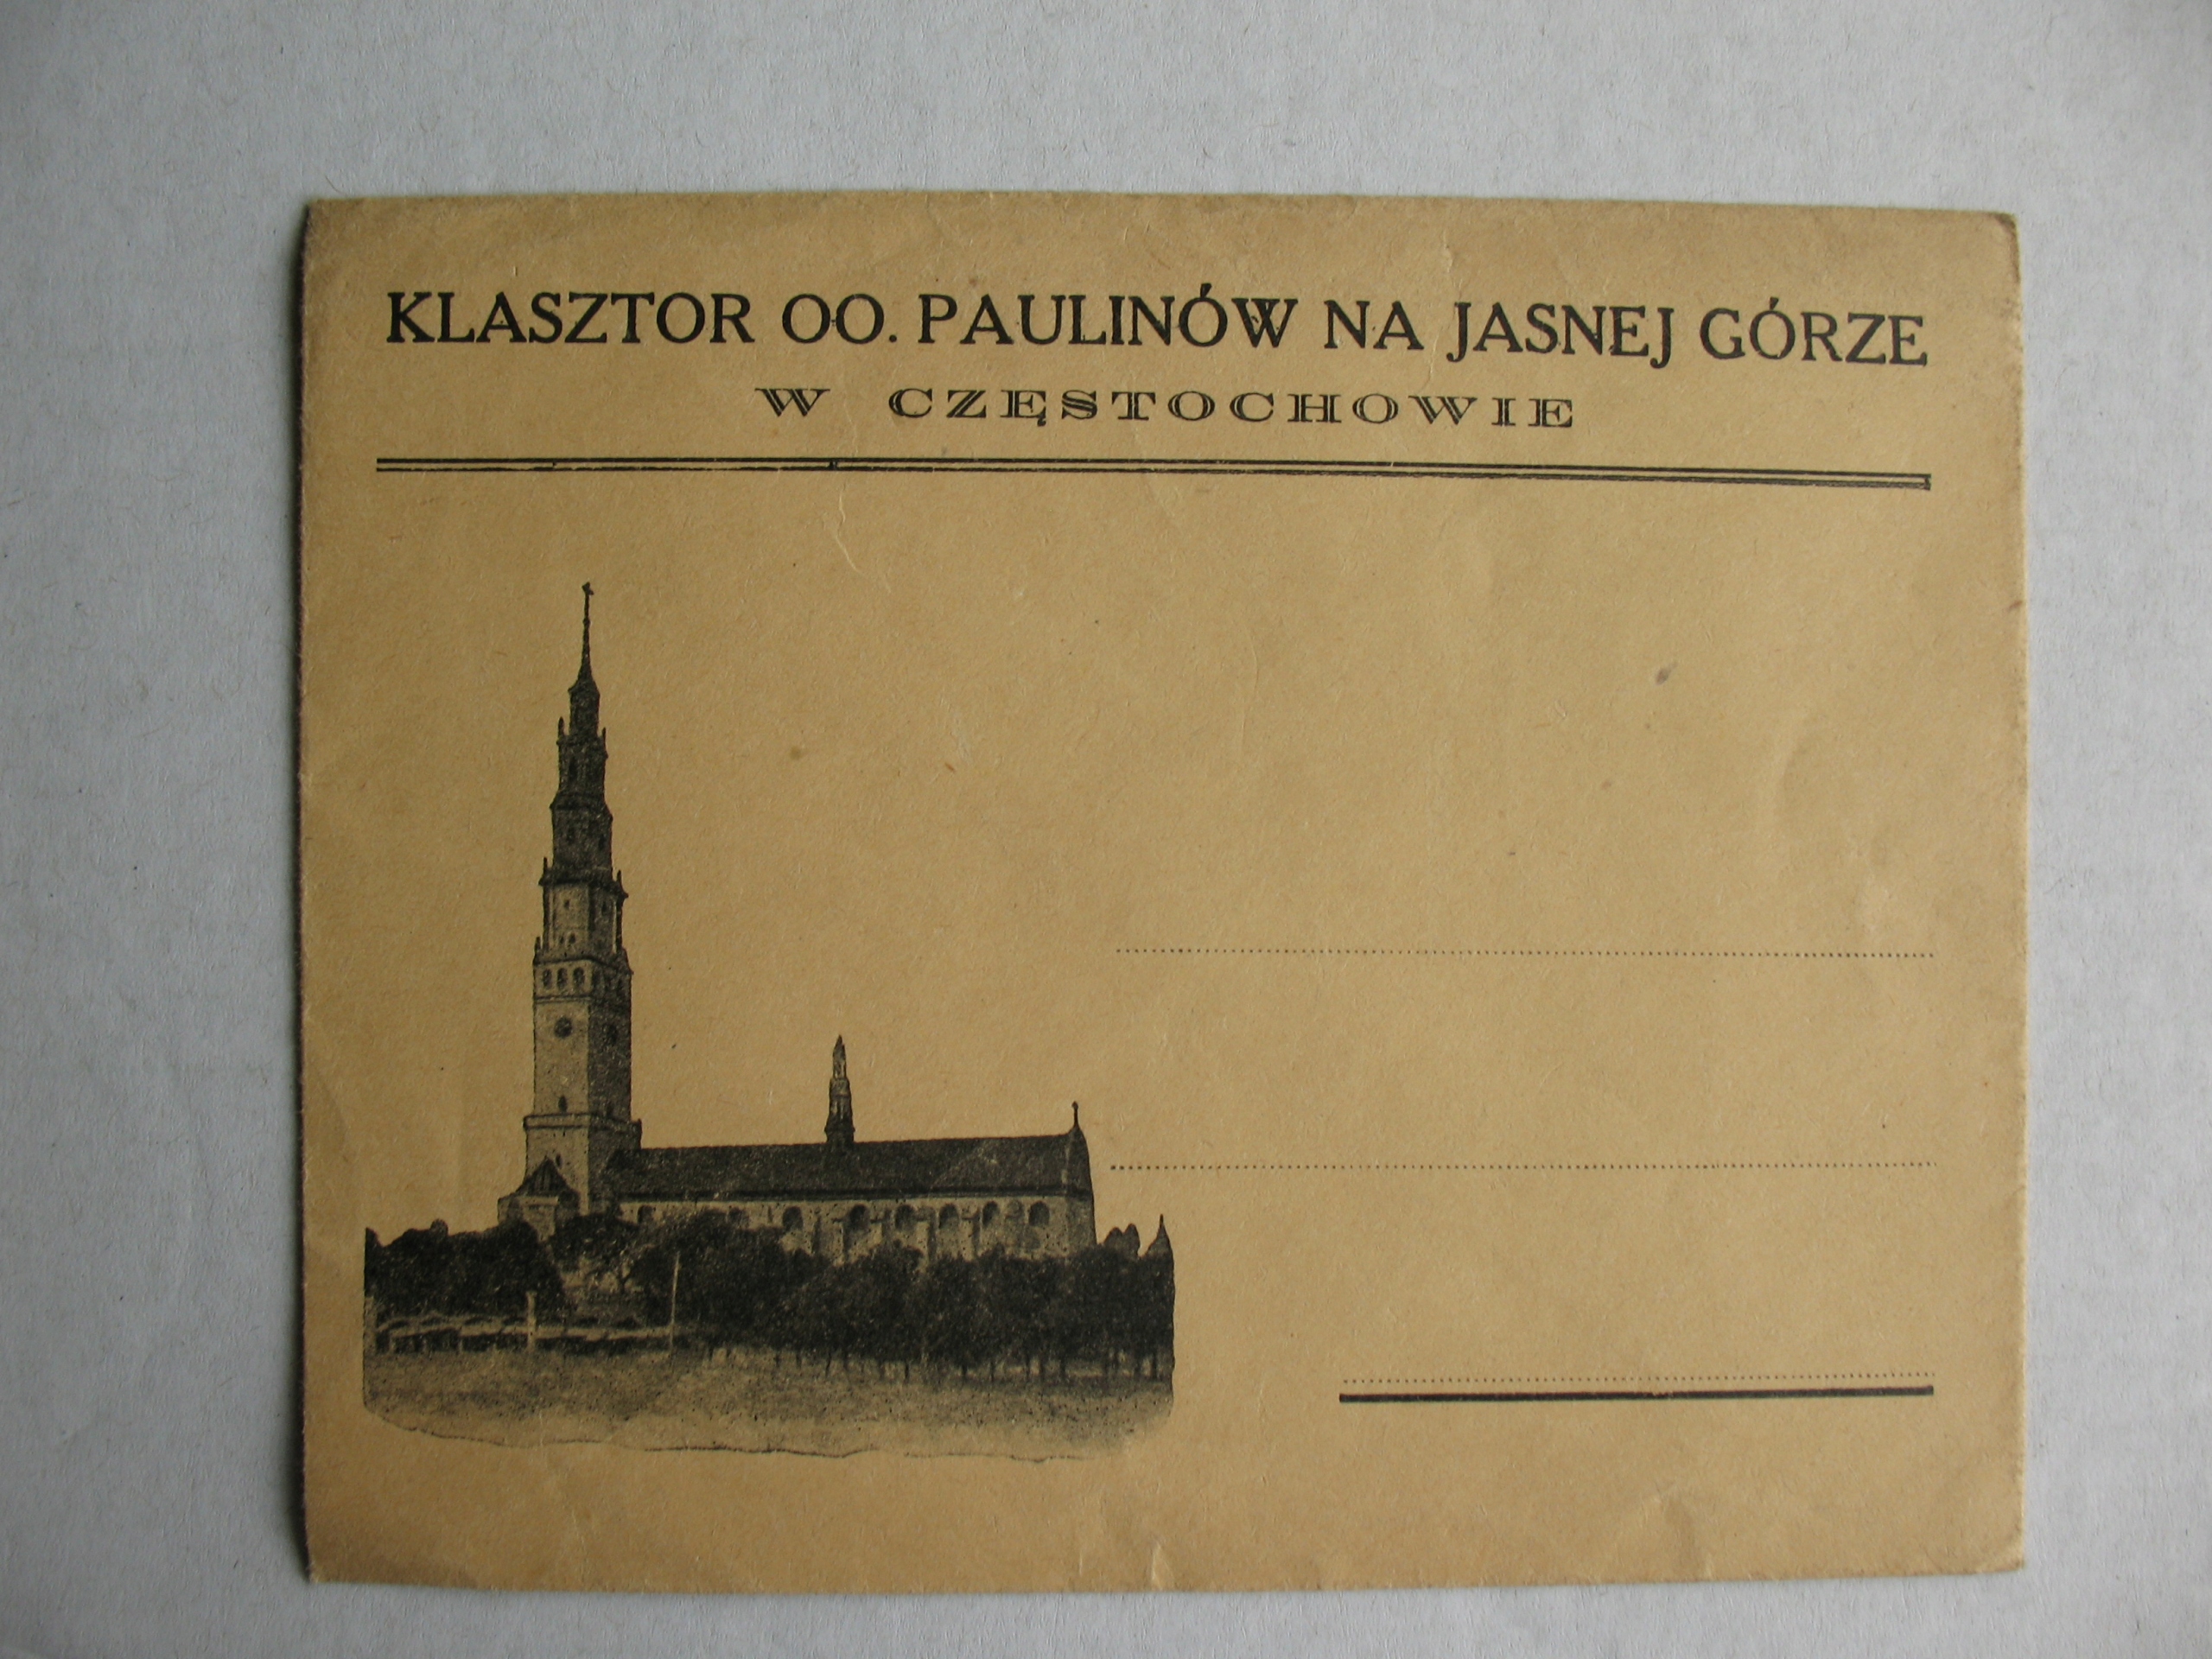 KLASZTOR OO. PAULINÓW NA JASNEJ GÓRZE
W CZĘSTOCHOWIE